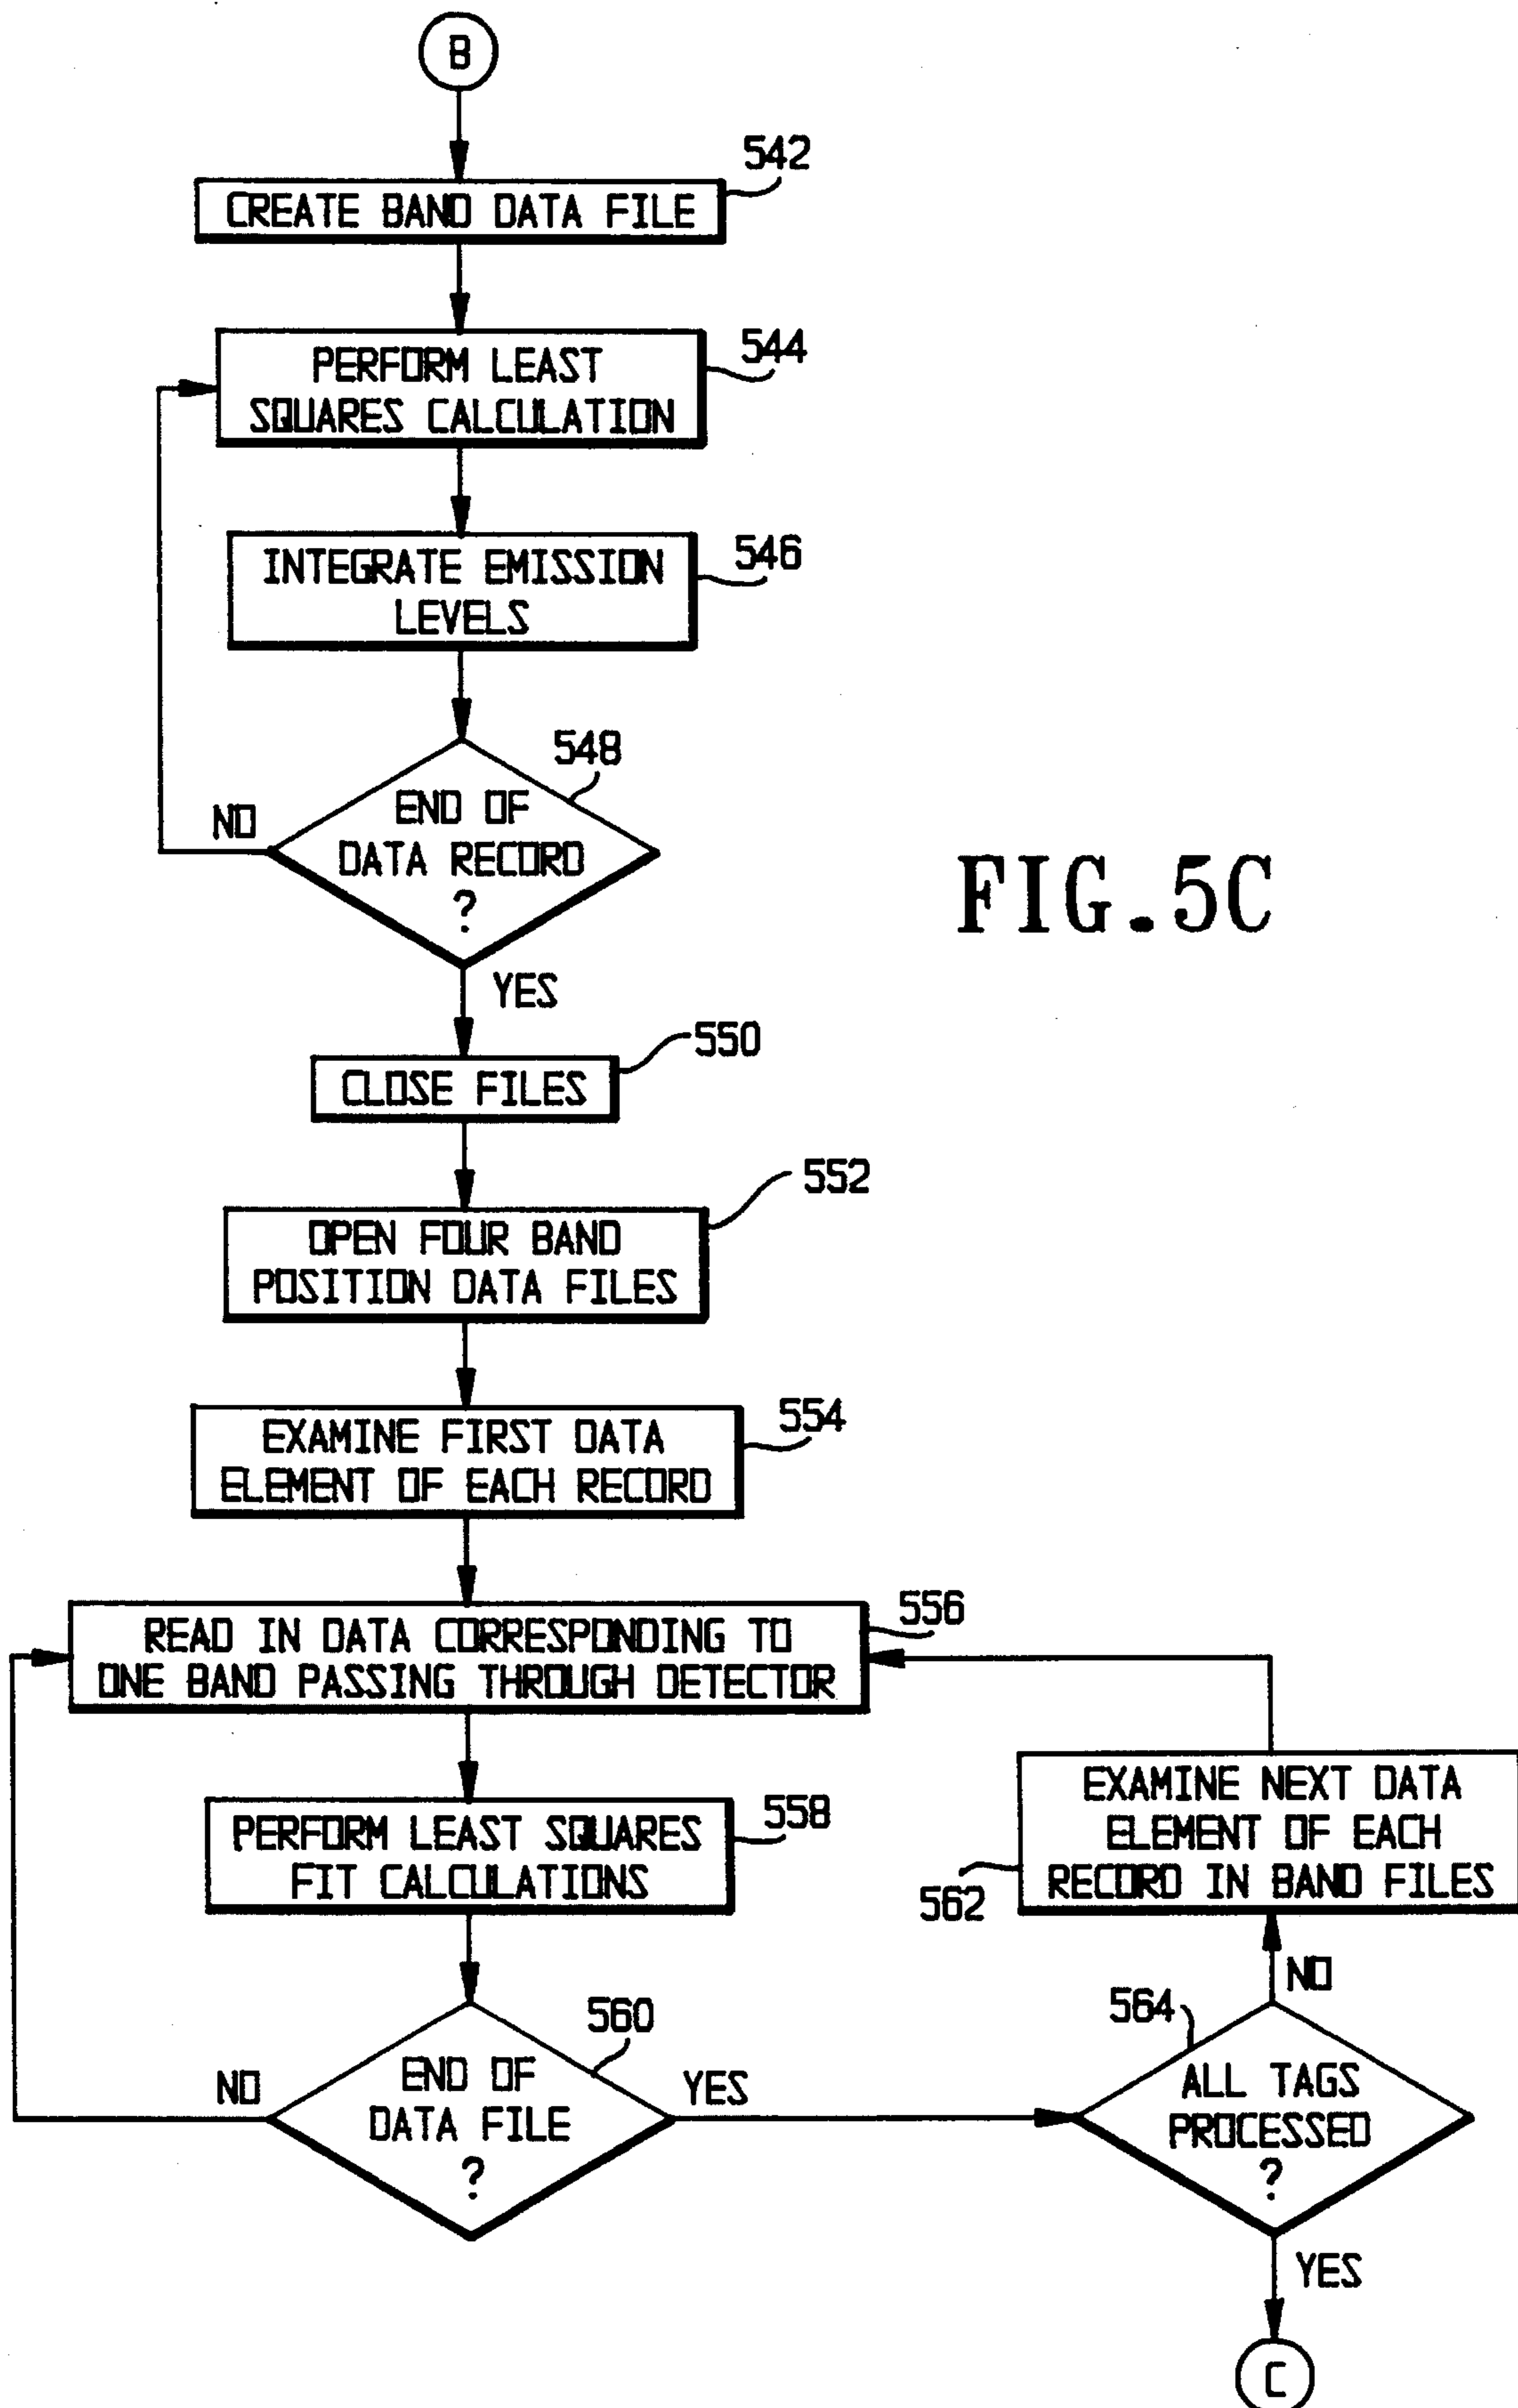 B
542
CREATE BAND DATA FILE
544
PERFORM LEAST
SQUARES CALCULATION
546
INTEGRATE EMISSION
LEVELS
548
END OF
DATA RECORD
?
NO
YES
FIG.5C
550
CLOSE FILES
552
OPEN FOUR BAND
POSITION DATA FILES
554
EXAMINE FIRST DATA
ELEMENT OF EACH RECORD
556
READ IN DATA CORRESPONDING TO
ONE BAND PASSING THROUGH DETECTOR
558
PERFORM LEAST SQUARES
FIT CALCULATIONS
562
EXAMINE NEXT DATA
ELEMENT OF EACH
RECORD IN BAND FILES
NO
560
END OF
DATA FILE
?
NO
YES
564
ALL TAGS
PROCESSED
?
YES
C